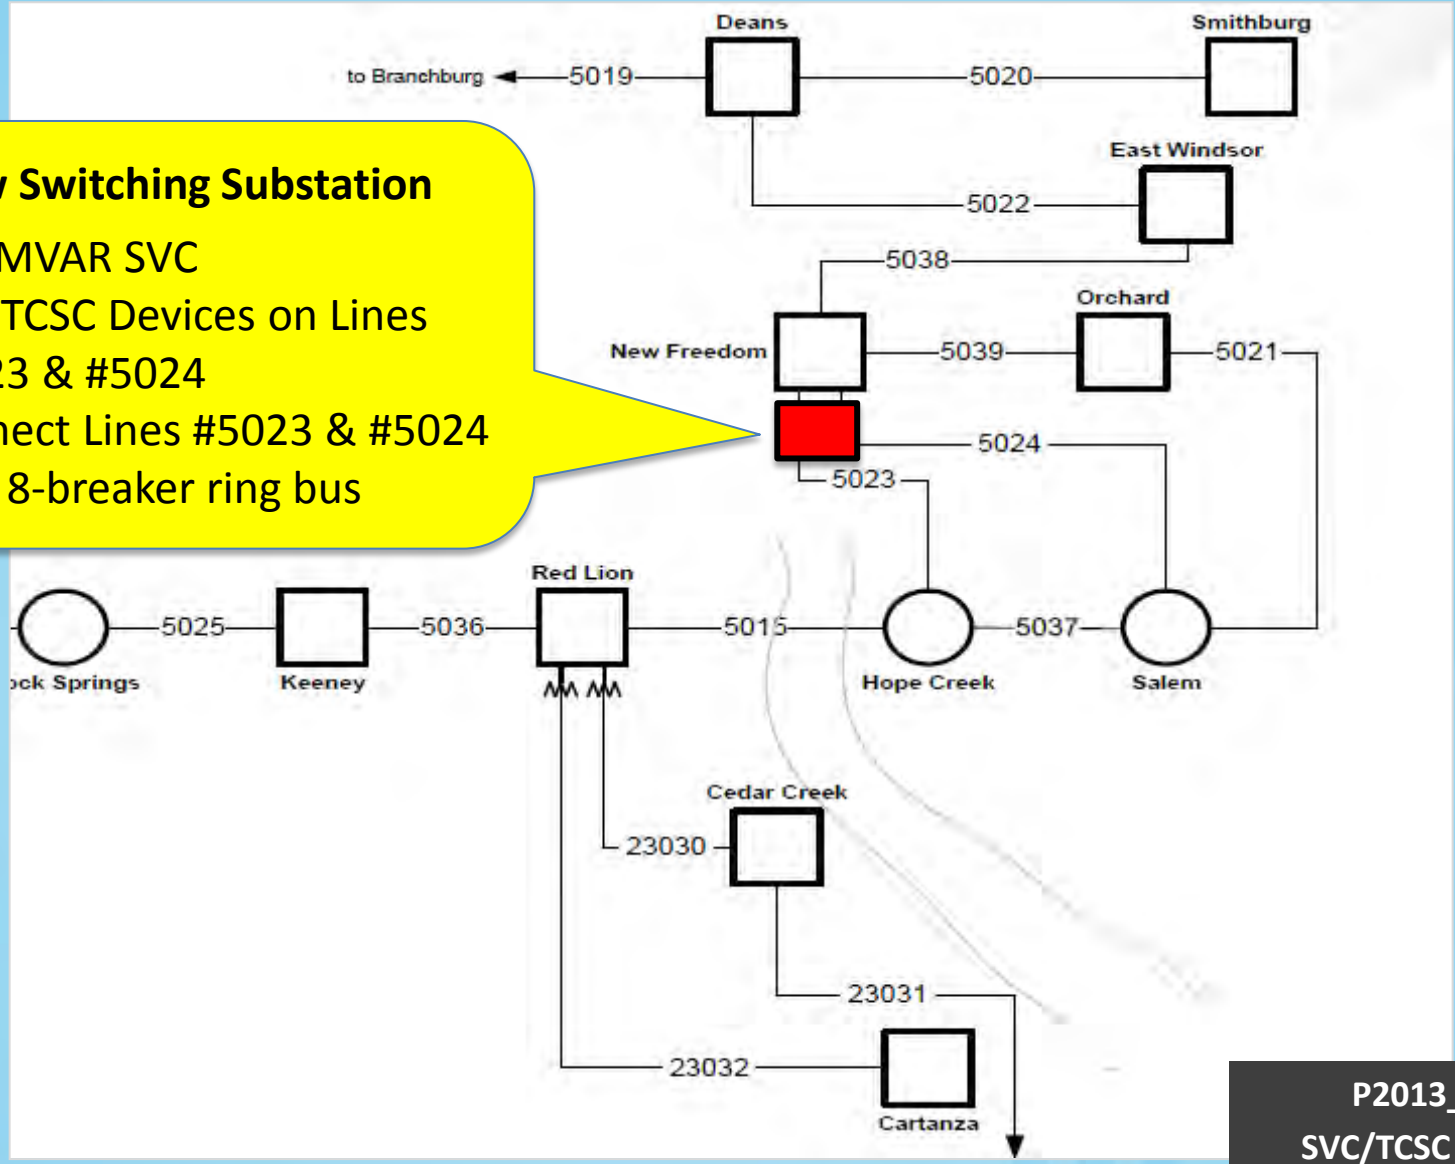 Deans
Smithburg
to Branchburg
5019
5020
East Windsor
Switching Substation
MVAR SVC
TCSC Devices on Lines
& #5024
Lines #5023 & #5024
8-breaker ring bus
5022
5038
Orchard
New Freedom
5039
5021
5024
5023
Red Lion
5025
5036
5015
5037
Springs
Keeney
Hope Creek
Salem
Cedar Creek
23030
23031
23032
Cartanza
P2013_
SVC/TCSC